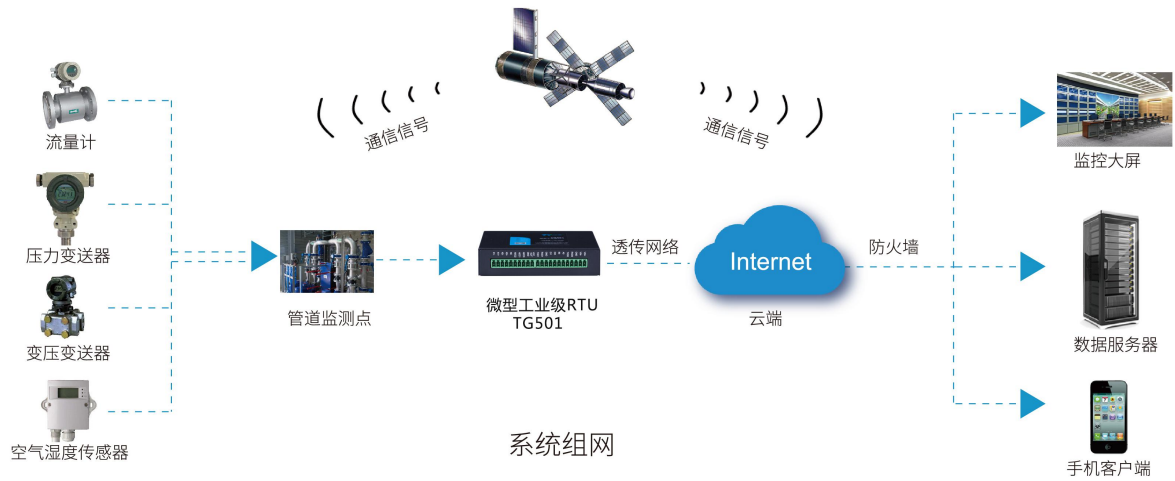 通信信号
通信信号
流量计
压力变送器
变压变送器
空气湿度传感器
管道监测点
微型工业级RTU
TG501
透传网络
Internet
云端
防火墙
监控大屏
数据服务器
手机客户端
系统组网